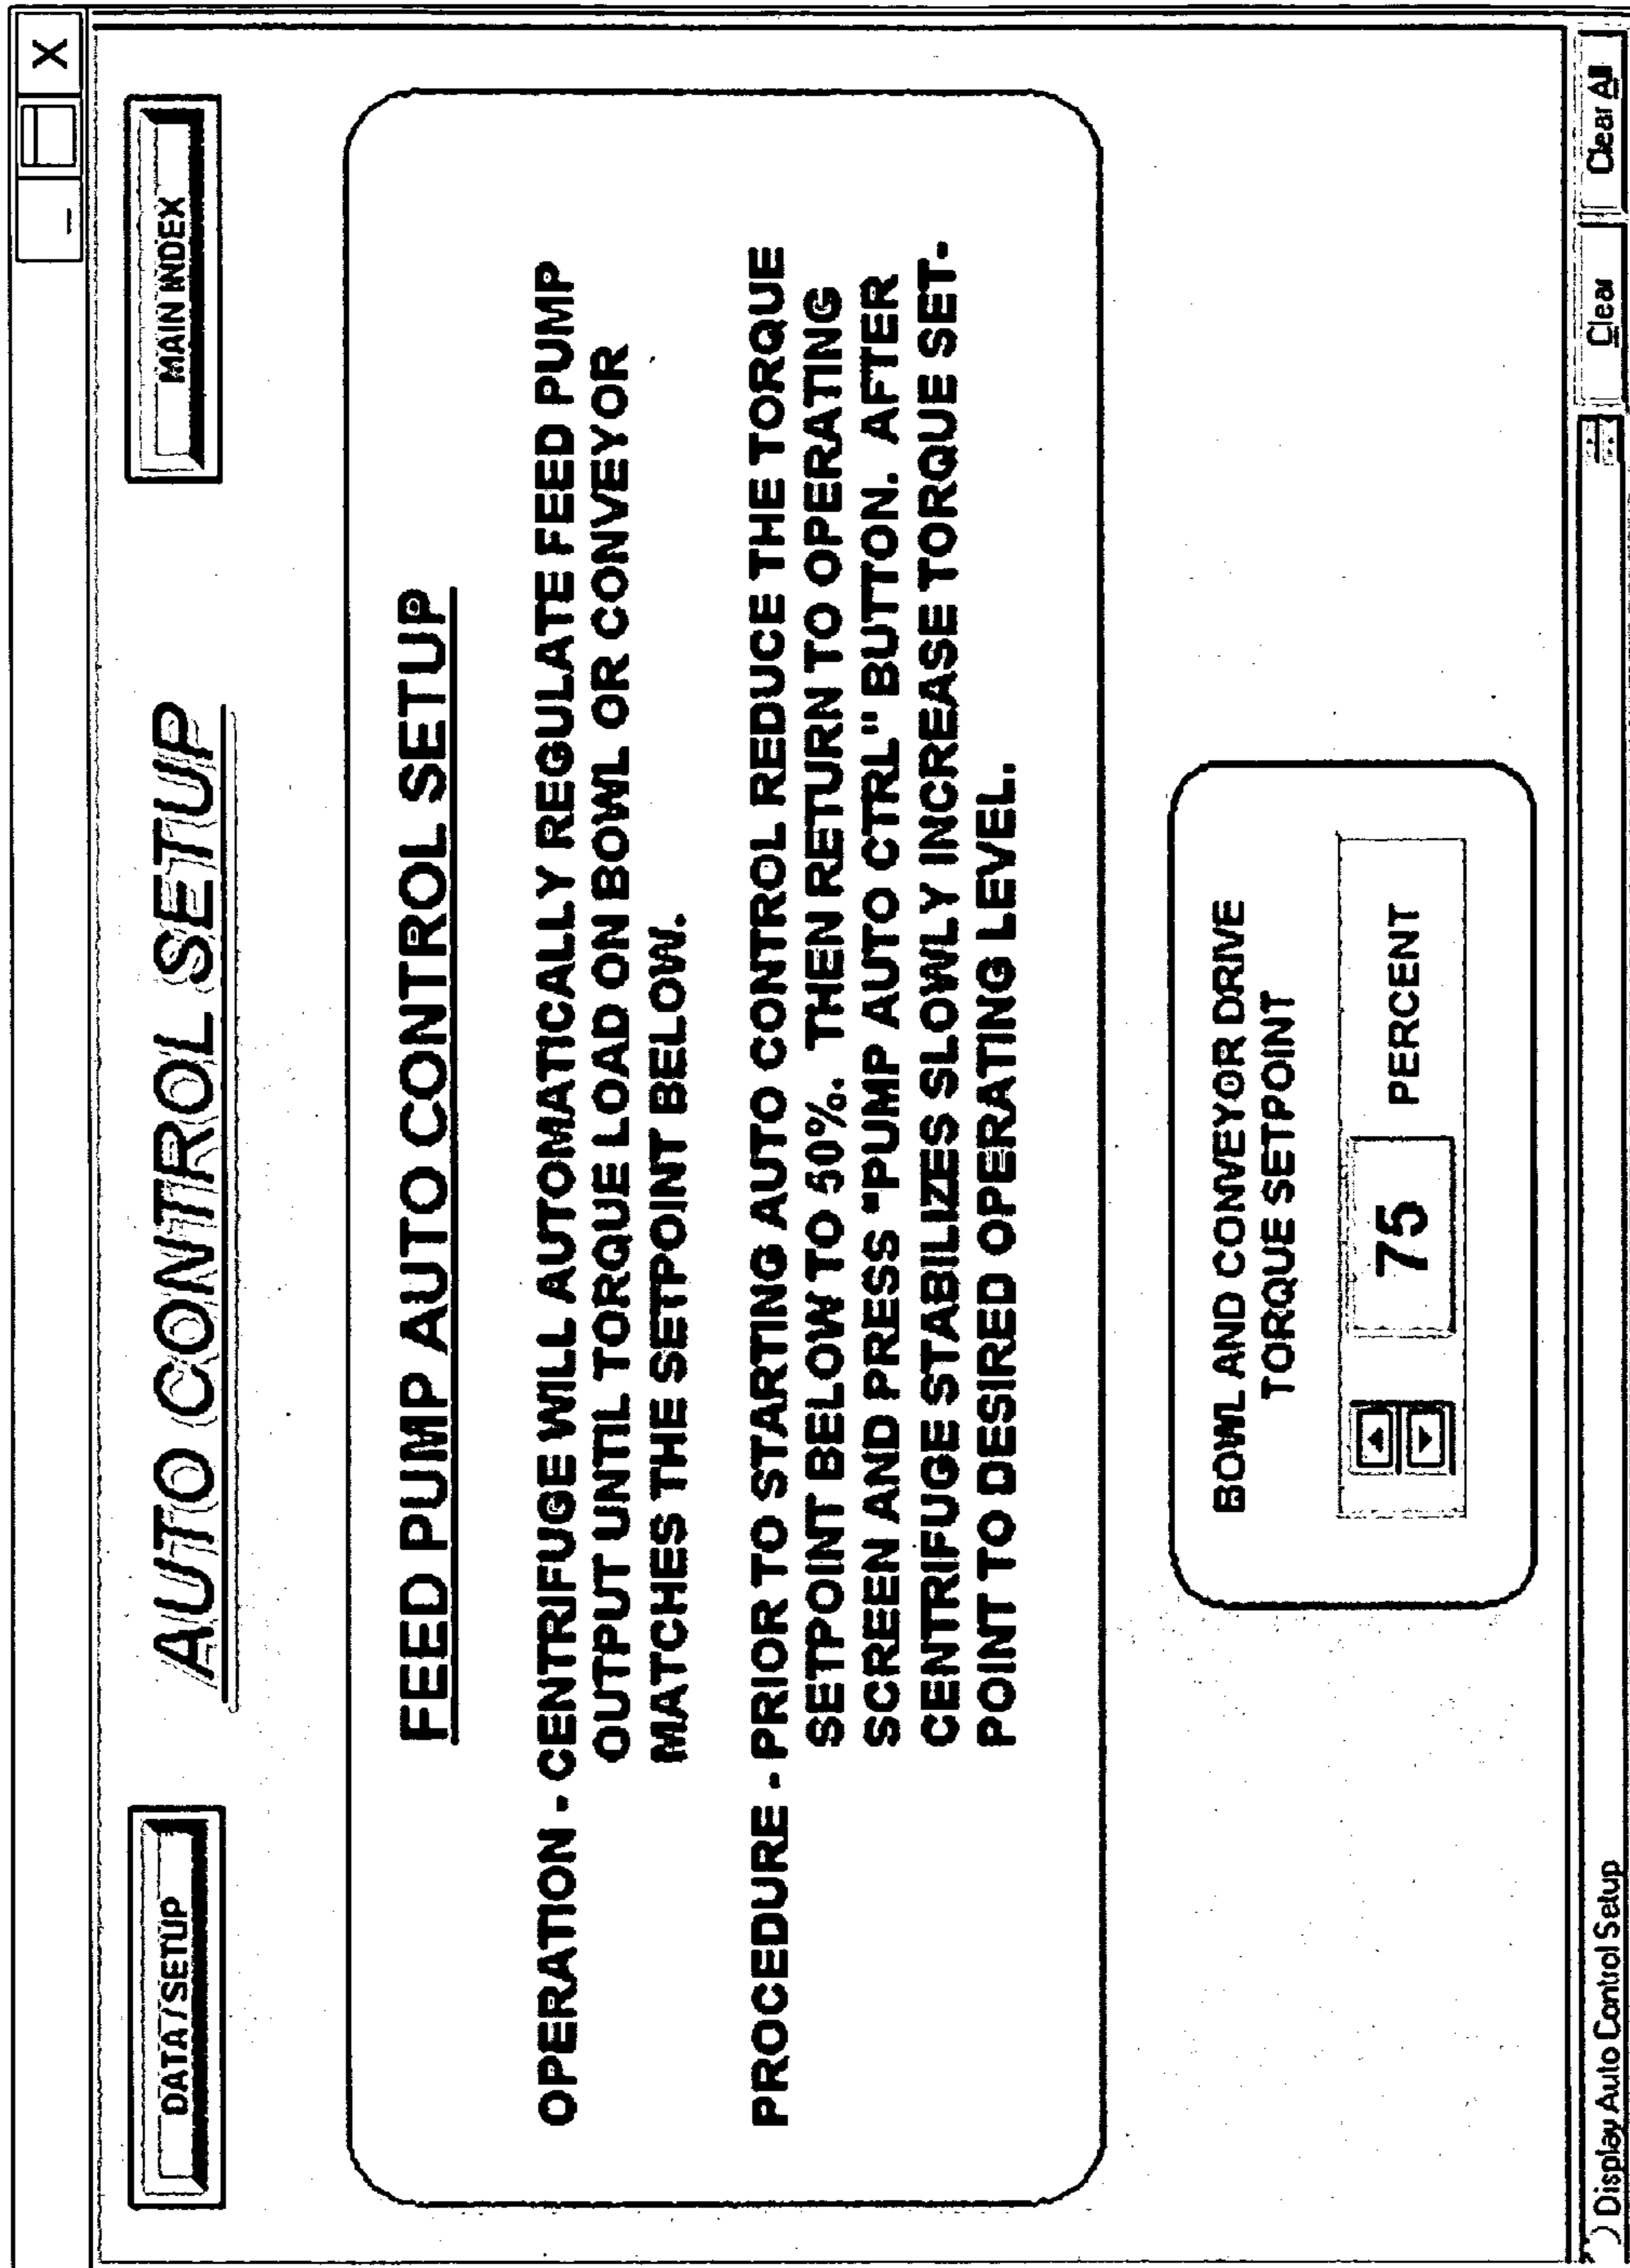 X
DATA / SETUP
AUTO CONTROL SETUP
MAIN INDEX
FEED PUMP AUTO CONTROL SETUP
OPERATION - CENTRIFUGE WILL AUTOMATICALLY REGULATE FEED PUMP
OUTPUT UNTIL TORQUE LOAD ON BOWL OR CONVEYOR
MATCHES THE SETPOINT BELOW.
PROCEDURE - PRIOR TO STARTING AUTO CONTROL REDUCE THE TORQUE
SETPOINT BELOW TO 50%. THEN RETURN TO OPERATING
SCREEN AND PRESS "PUMP AUTO CTRL" BUTTON. AFTER
CENTRIFUGE STABILIZES SLOWLY INCREASE TORQUE SET-
POINT TO DESIRED OPERATING LEVEL.
BOWL AND CONVEYOR DRIVE
TORQUE SETPOINT
75 PERCENT
Display Auto Control Setup
Clear
Clear All